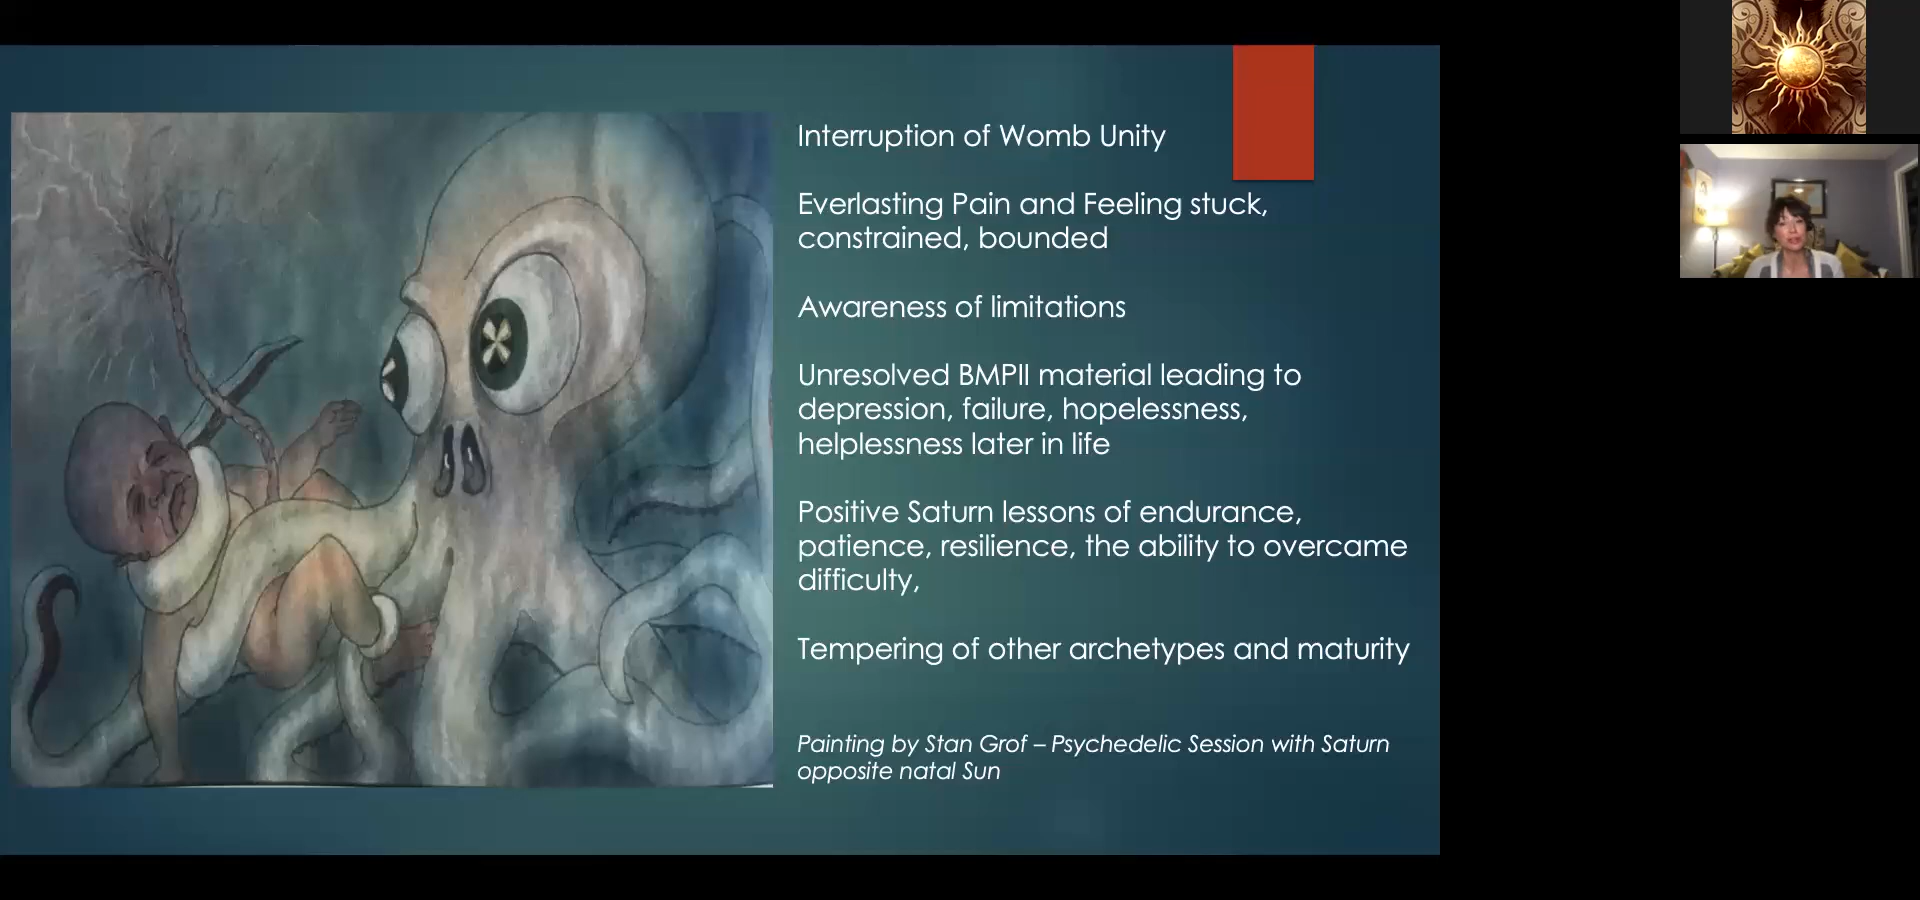 Interruption of Womb Unity
Everlasting Pain and Feeling stuck,
constrained, bounded
Awareness of limitations
Unresolved BMPII material leading to
depression, failure, hopelessness,
helplessness later in life
Positive Saturn lessons of endurance,
patience, resilience, the ability to overcame
difficulty,
Tempering of other archetypes and maturity
Painting by Stan Grof – Psychedelic Session with Saturn
opposite natal Sun